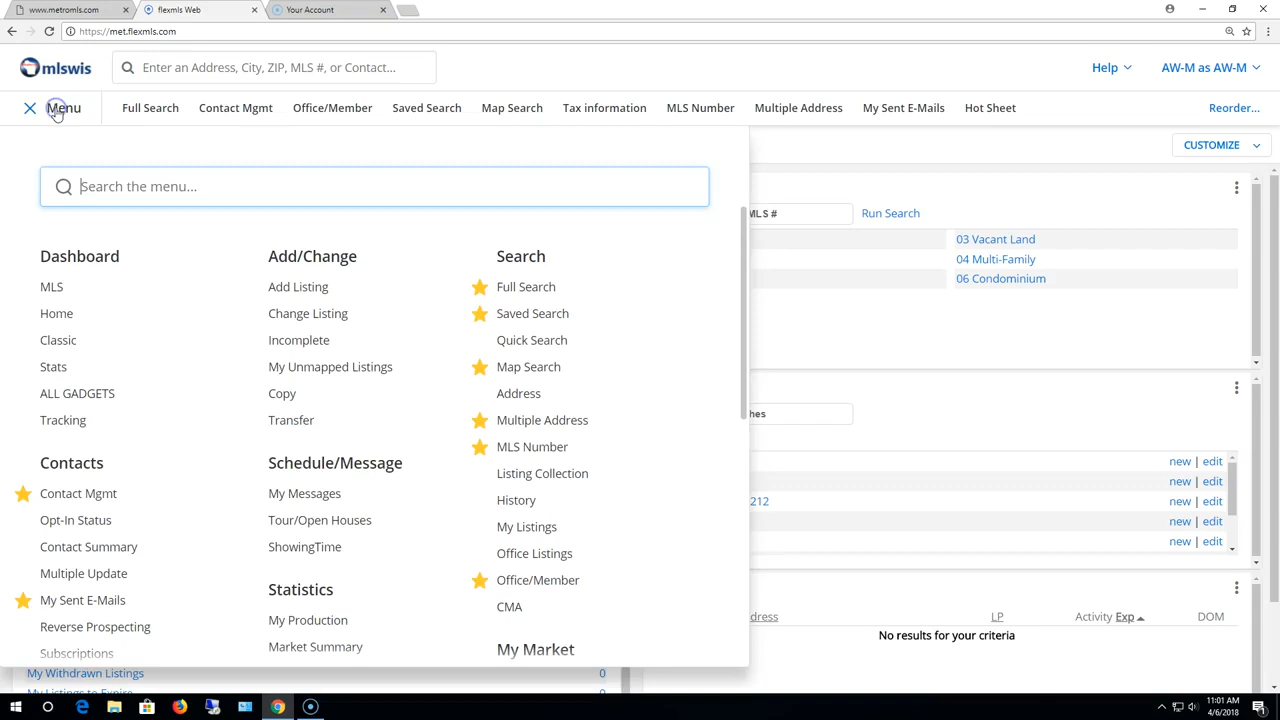 www.metromls.com
flexmls Web
Your Account
https://met.flexmls.com
mlswis
Enter an Address, City, ZIP, MLS #, or Contact...
Help
AW-M as AW-M
Menu
Full Search
Contact Mgmt
Office/Member
Saved Search
Map Search
Tax information
MLS Number
Multiple Address
My Sent E-Mails
Hot Sheet
Reorder...
CUSTOMIZE
Search the menu...
Dashboard
MLS
Home
Classic
Stats
ALL GADGETS
Tracking
Contacts
Contact Mgmt
Opt-In Status
Contact Summary
Multiple Update
My Sent E-Mails
Reverse Prospecting
Subscriptions
Add/Change
Add Listing
Change Listing
Incomplete
My Unmapped Listings
Copy
Transfer
Schedule/Message
My Messages
Tour/Open Houses
ShowingTime
Statistics
My Production
Market Summary
Search
Full Search
Saved Search
Quick Search
Map Search
Address
Multiple Address
MLS Number
Listing Collection
History
My Listings
Office Listings
Office/Member
CMA
My Market
MLS #
Run Search
03 Vacant Land
04 Multi-Family
06 Condominium
hes
new | edit
new | edit
212 new | edit
new | edit
new | edit
dress LP Activity Exp DOM
No results for your criteria
My Withdrawn Listings 0
My Listings to Expire 0
11:01 AM
4/6/2018